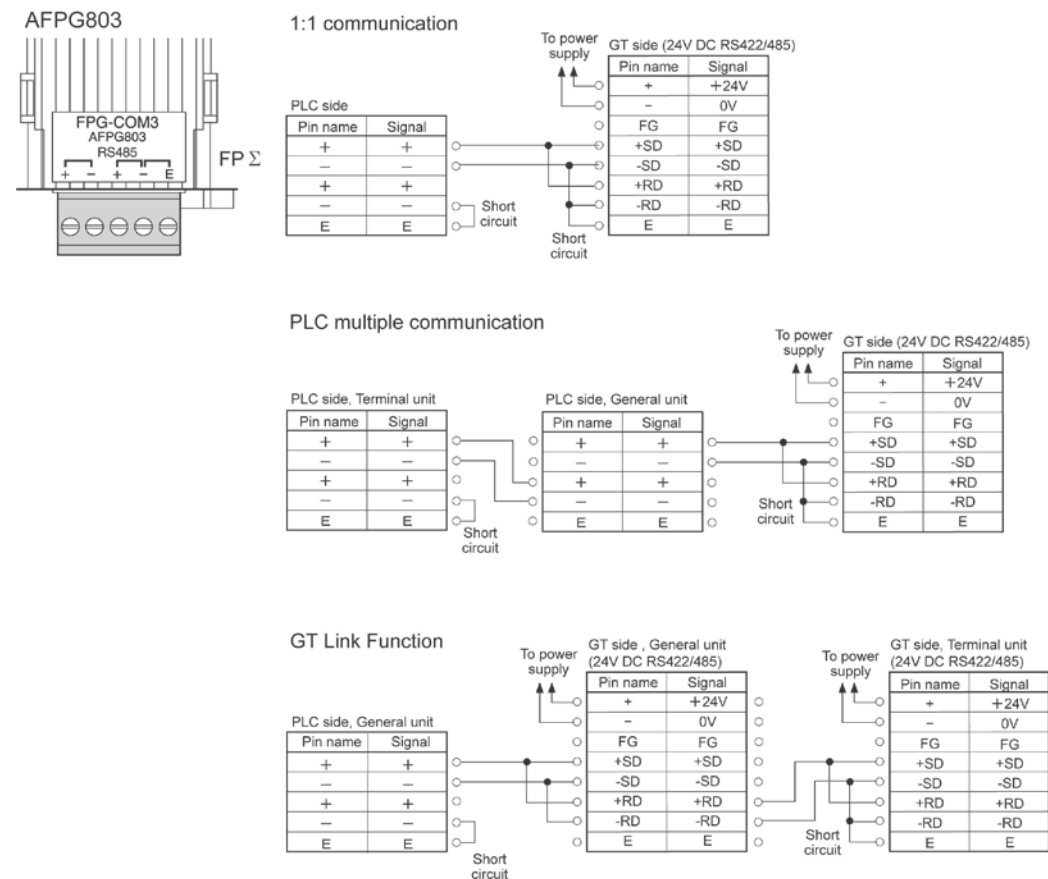 AFPG803
FPG-COM3
AFPG803
RS485
+ − + − E
FP Σ
1:1 communication
To power
supply
GT side (24V DC RS422/485)
Pin name Signal
+ +24V
− 0V
FG FG
+SD +SD
-SD -SD
+RD +RD
-RD -RD
E E
PLC side
Pin name Signal
+ +
− −
+ +
− −
E E
Short
circuit
Short
circuit
PLC multiple communication
To power
supply
GT side (24V DC RS422/485)
Pin name Signal
+ +24V
− 0V
FG FG
+SD +SD
-SD -SD
+RD +RD
-RD -RD
E E
PLC side, Terminal unit
Pin name Signal
+ +
− −
+ +
− −
E E
Short
circuit
PLC side, General unit
Pin name Signal
+ +
− −
+ +
− −
E E
Short
circuit
GT Link Function
To power
supply
GT side , General unit
(24V DC RS422/485)
Pin name Signal
+ +24V
− 0V
FG FG
+SD +SD
-SD -SD
+RD +RD
-RD -RD
E E
To power
supply
GT side, Terminal unit
(24V DC RS422/485)
Pin name Signal
+ +24V
− 0V
FG FG
+SD +SD
-SD -SD
+RD +RD
-RD -RD
E E
PLC side, General unit
Pin name Signal
+ +
− −
+ +
− −
E E
Short
circuit
Short
circuit